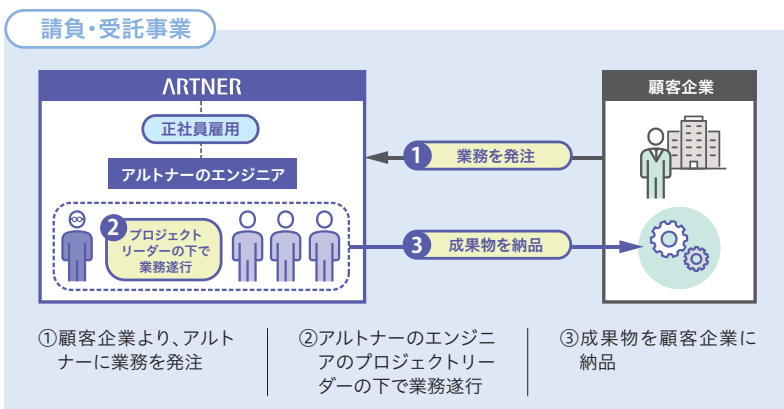 請負・受託事業
ARTNER
正社員雇用
アルトナーのエンジニア
2
プロジェクト
リーダーの下で
業務遂行
顧客企業
1 業務を発注
3 成果物を納品
①顧客企業より、アルト
ナーに業務を発注
②アルトナーのエンジニ
アのプロジェクトリー
ダーの下で業務遂行
③成果物を顧客企業に
納品